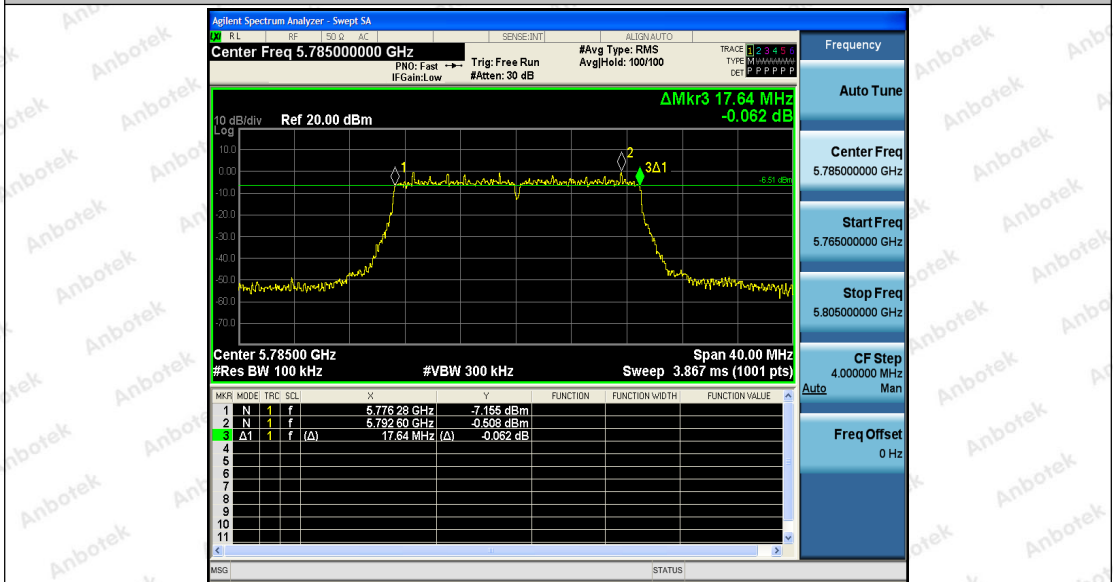 Agilent Spectrum Analyzer - Swept SA
LXI RL RF 50 Ω AC SENSE:INT ALIGN AUTO
Center Freq 5.785000000 GHz
PNO: Fast
IFGain:Low
Trig: Free Run
#Atten: 30 dB
#Avg Type: RMS
Avg|Hold: 100/100
TRACE 1 2 3 4 5 6
TYPE M
DET P P P P P P
Frequency
Auto Tune
Center Freq
5.785000000 GHz
Start Freq
5.765000000 GHz
Stop Freq
5.805000000 GHz
CF Step
4.000000 MHz
Auto Man
Freq Offset
0 Hz
ΔMkr3 17.64 MHz
-0.062 dB
10 dB/div Ref 20.00 dBm
Log
10.0
0.00
-10.0
-20.0
-30.0
-40.0
-50.0
-60.0
-70.0
1
2
3Δ1
-6.51 dBm
Center 5.78500 GHz Span 40.00 MHz
#Res BW 100 kHz #VBW 300 kHz Sweep 3.867 ms (1001 pts)
MKR MODE TRC SCL X Y FUNCTION FUNCTION WIDTH FUNCTION VALUE
1 N 1 f 5.776 28 GHz -7.155 dBm
2 N 1 f 5.792 60 GHz -0.508 dBm
3 Δ1 1 f (Δ) 17.64 MHz (Δ) -0.062 dB
4
5
6
7
8
9
10
11
MSG STATUS
Anbotek